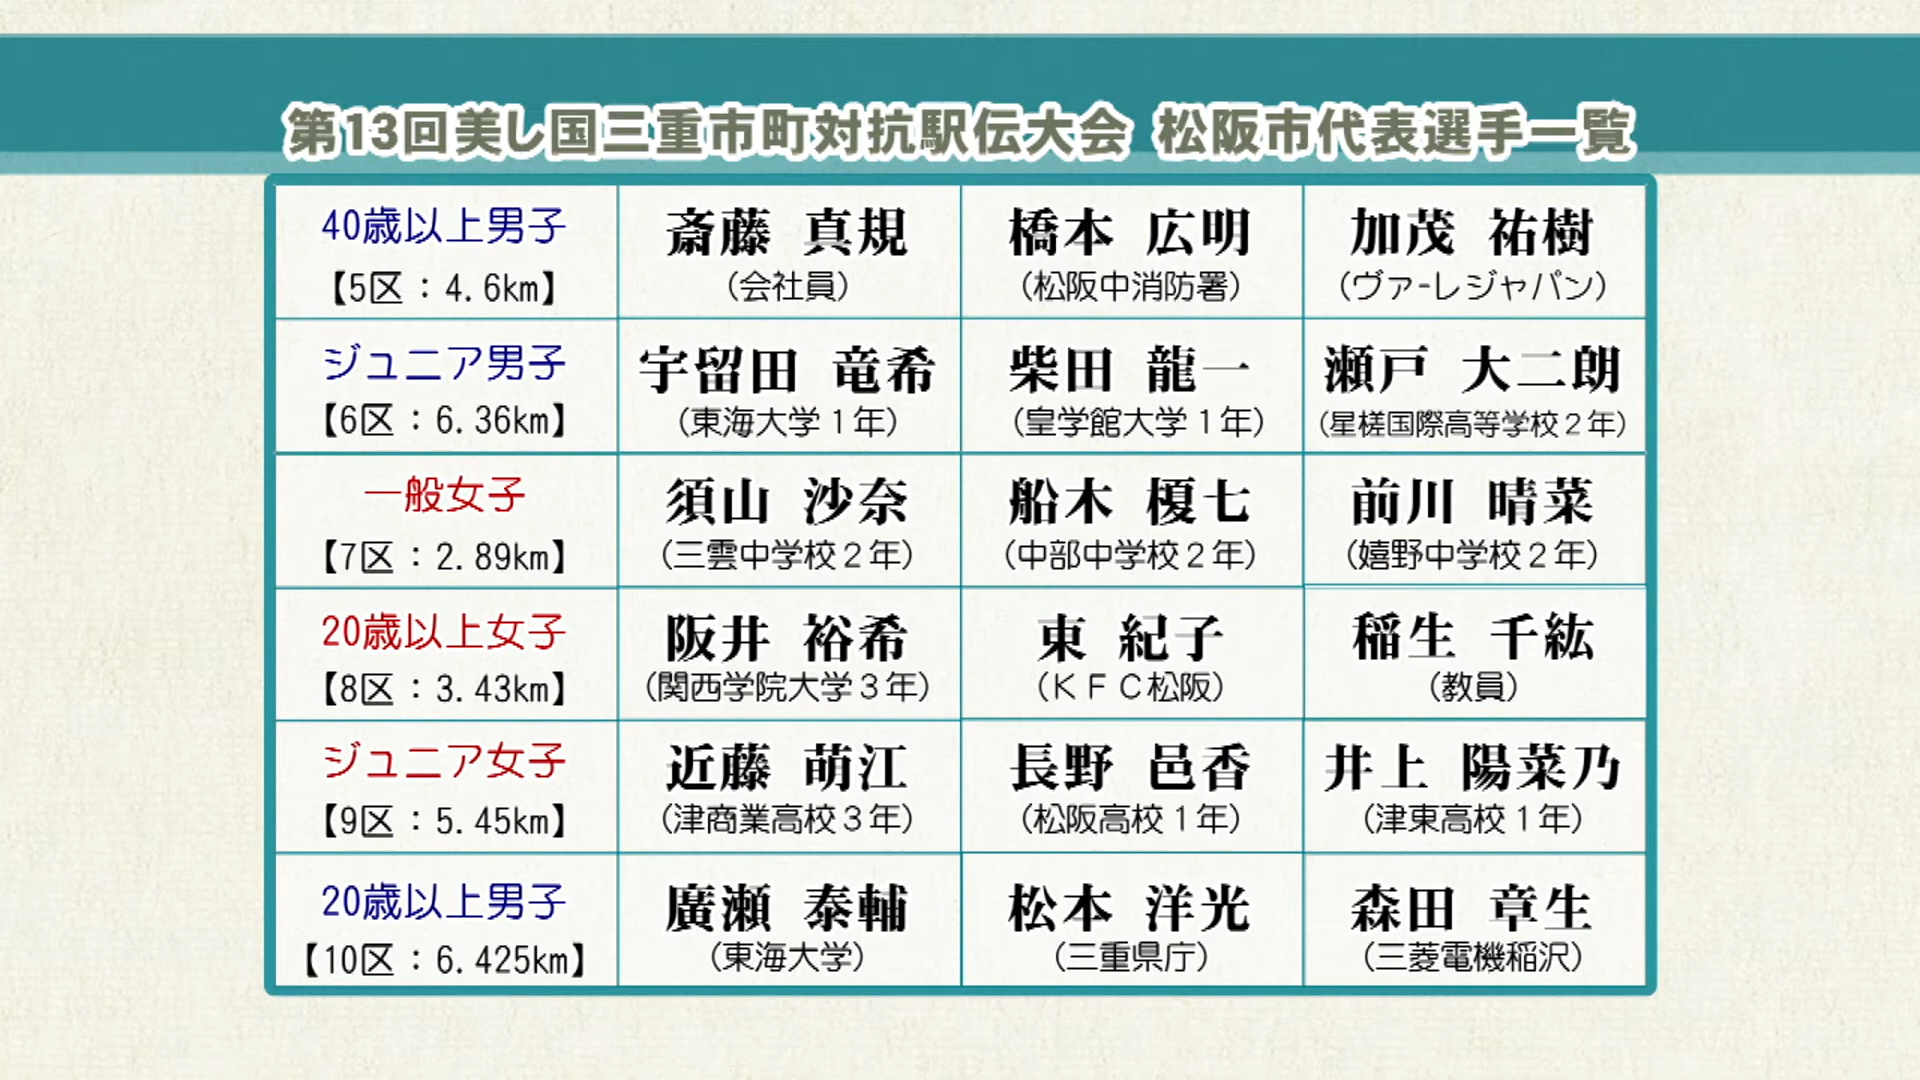 第13回美し国三重市町対抗駅伝大会 松阪市代表選手一覧
40歳以上男子
【5区：4.6km】
斎藤 真規
（会社員）
橋本 広明
（松阪中消防署）
加茂 祐樹
（ヴァーレジャパン）
ジュニア男子
【6区：6.36km】
宇留田 竜希
（東海大学１年）
柴田 龍一
（皇学館大学１年）
瀬戸 大二朗
（星槎国際高等学校２年）
一般女子
【7区：2.89km】
須山 沙奈
（三雲中学校２年）
船木 榎七
（中部中学校２年）
前川 晴菜
（嬉野中学校２年）
20歳以上女子
【8区：3.43km】
阪井 裕希
（関西学院大学３年）
東 紀子
（ＫＦＣ松阪）
稲生 千紘
（教員）
ジュニア女子
【9区：5.45km】
近藤 萌江
（津商業高校３年）
長野 邑香
（松阪高校１年）
井上 陽菜乃
（津東高校１年）
20歳以上男子
【10区：6.425km】
廣瀬 泰輔
（東海大学）
松本 洋光
（三重県庁）
森田 章生
（三菱電機稲沢）